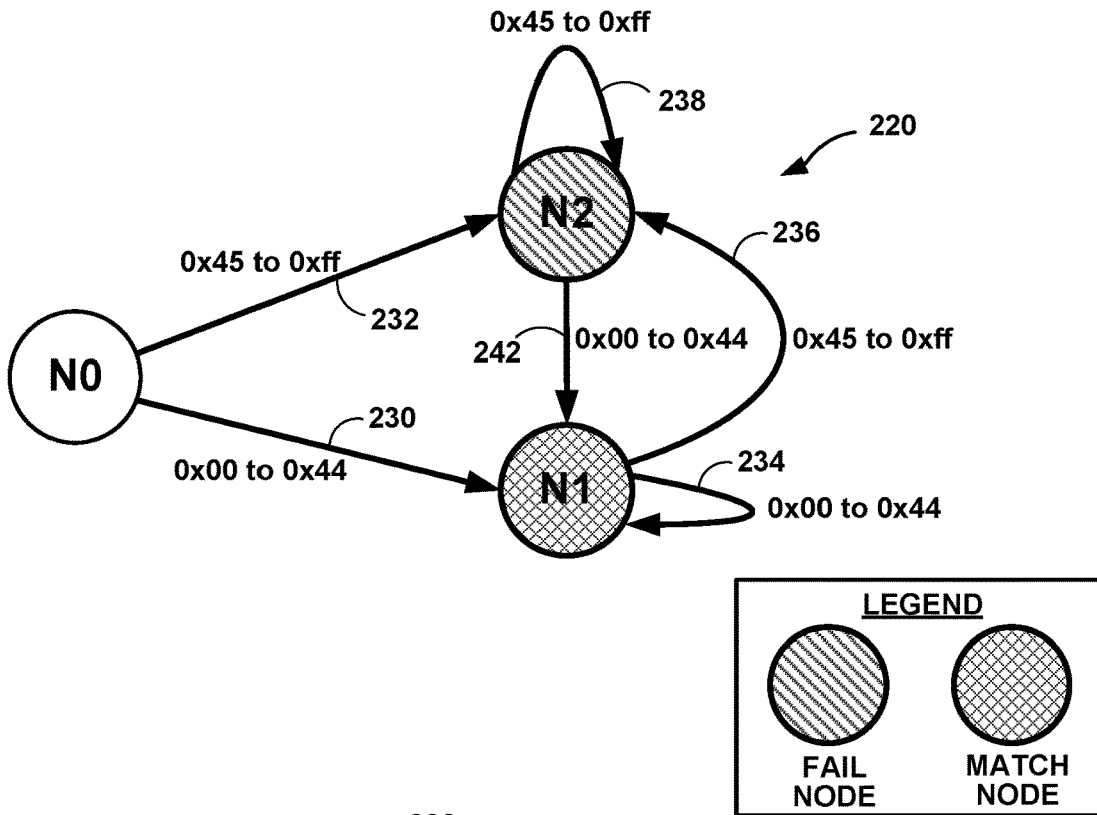 0x45 to 0xff
238
220
N2
236
0x45 to 0xff
232
242
0x00 to 0x44
0x45 to 0xff
N0
230
0x00 to 0x44
234
N1
0x00 to 0x44
LEGEND
FAIL
NODE
MATCH
NODE